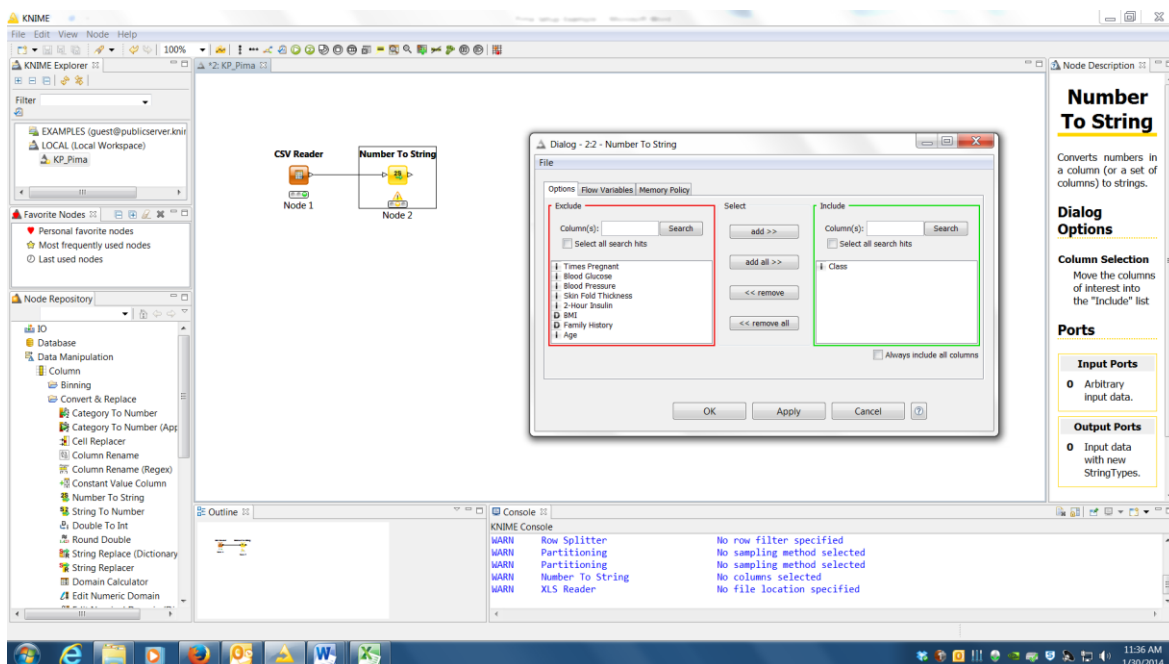 KNIME
File Edit View Node Help
100%
KNIME Explorer
Filter
EXAMPLES (guest@publicserver.knir
LOCAL (Local Workspace)
KP_Pima
Favorite Nodes
Personal favorite nodes
Most frequently used nodes
Last used nodes
Node Repository
IO
Database
Data Manipulation
Column
Binning
Convert & Replace
Category To Number
Category To Number (App
Cell Replacer
Column Rename
Column Rename (Regex)
Constant Value Column
Number To String
String To Number
Double To Int
Round Double
String Replace (Dictionary
String Replacer
Domain Calculator
Edit Numeric Domain
*2: KP_Pima
CSV Reader
Node 1
Number To String
Node 2
Dialog - 2:2 - Number To String
File
Options Flow Variables Memory Policy
Exclude
Column(s): Search
Select all search hits
Times Pregnant
Blood Glucose
Blood Pressure
Skin Fold Thickness
2-Hour Insulin
D BMI
D Family History
Age
Select
add >>
add all >>
<< remove
<< remove all
Include
Column(s): Search
Select all search hits
Class
Always include all columns
OK Apply Cancel
Node Description
Number
To String
Converts numbers in
a column (or a set of
columns) to strings.
Dialog
Options
Column Selection
Move the columns
of interest into
the "Include" list
Ports
Input Ports
0 Arbitrary
input data.
Output Ports
0 Input data
with new
StringTypes.
Outline
Console
KNIME Console
WARN Row Splitter No row filter specified
WARN Partitioning No sampling method selected
WARN Partitioning No sampling method selected
WARN Number To String No columns selected
WARN XLS Reader No file location specified
11:36 AM